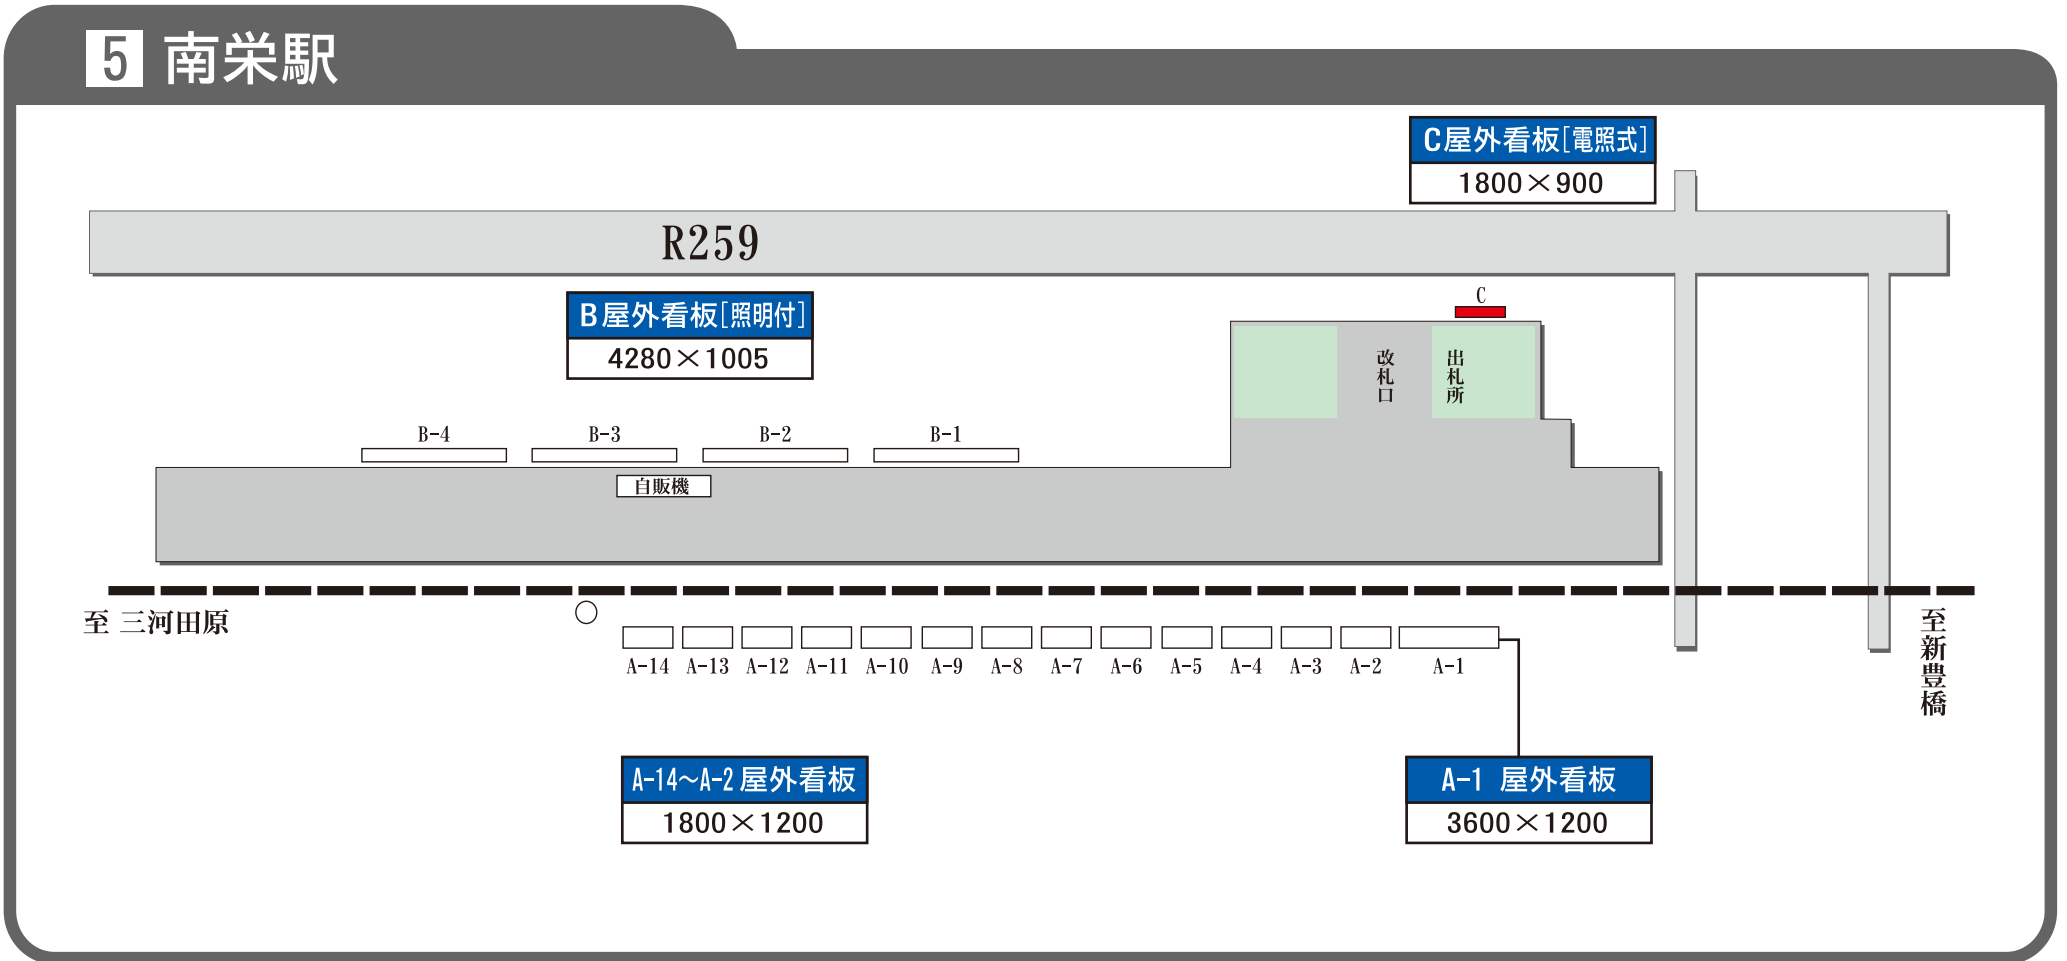 5 南栄駅
C屋外看板[電照式]
1800×900
R259
B屋外看板[照明付]
4280×1005
C
改札口
出札所
B-4
B-3
B-2
B-1
自販機
至 三河田原
至新豊橋
A-14
A-13
A-12
A-11
A-10
A-9
A-8
A-7
A-6
A-5
A-4
A-3
A-2
A-1
A-14～A-2 屋外看板
1800×1200
A-1 屋外看板
3600×1200